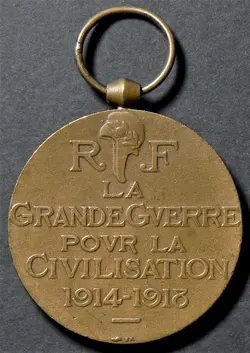 R F
LA
GRANDE GVERRE
POVR LA
CIVILISATION
1914-1918